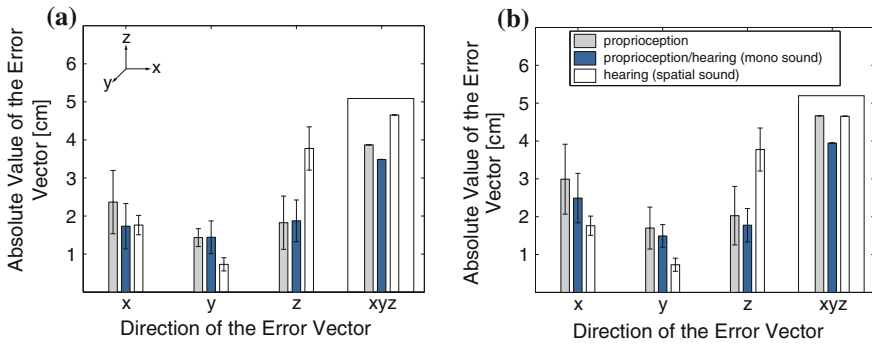 (a)
Absolute Value of the Error
Vector [cm]
6
5
4
3
2
1
z
y
x
x
y
z
xyz
Direction of the Error Vector
(b)
Absolute Value of the Error
Vector [cm]
6
5
4
3
2
1
proprioception
proprioception/hearing (mono sound)
hearing (spatial sound)
x
y
z
xyz
Direction of the Error Vector